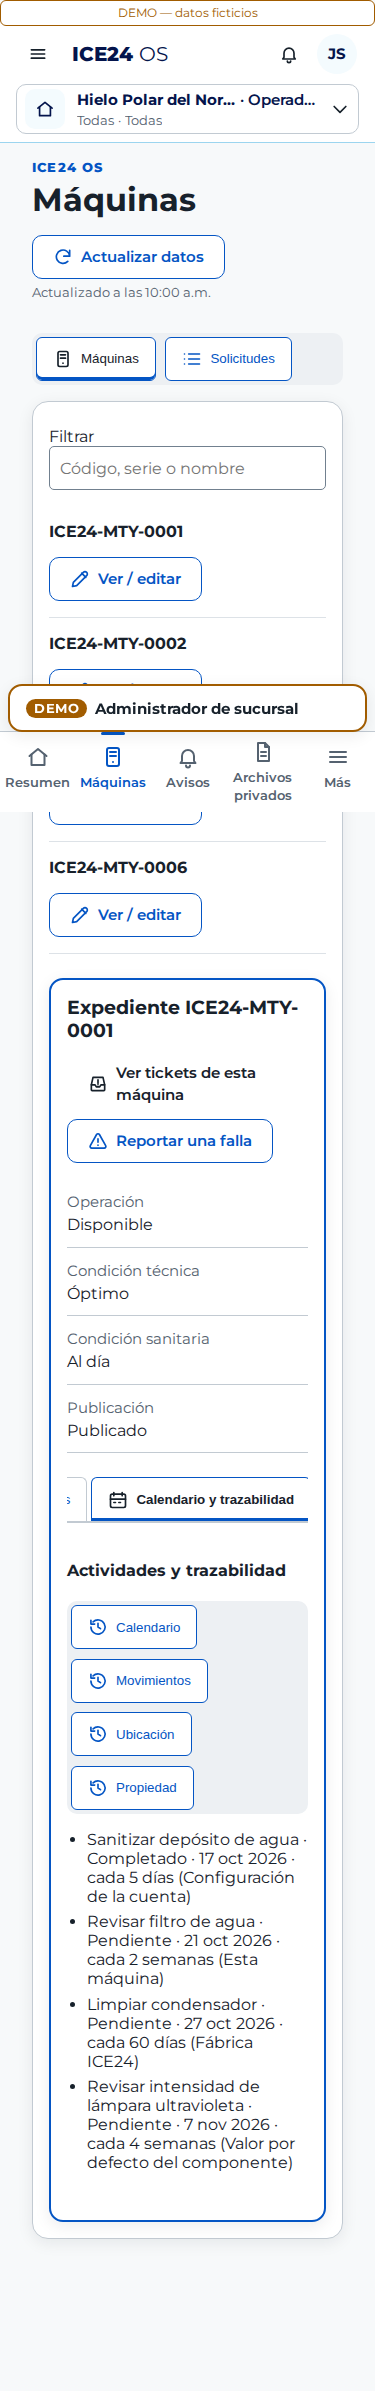 DEMO — datos ficticios
ICE24 OS
JS
Hielo Polar del Nor... · Operad...
Todas · Todas
ICE24 OS
Máquinas
Actualizar datos
Actualizado a las 10:00 a.m.
Máquinas
Solicitudes
Filtrar
Código, serie o nombre
ICE24-MTY-0001
Ver / editar
ICE24-MTY-0002
DEMO Administrador de sucursal
Resumen
Máquinas
Avisos
Archivos privados
Más
ICE24-MTY-0006
Ver / editar
Expediente ICE24-MTY-
0001
Ver tickets de esta
máquina
Reportar una falla
Operación
Disponible
Condición técnica
Óptimo
Condición sanitaria
Al día
Publicación
Publicado
s
Calendario y trazabilidad
Actividades y trazabilidad
Calendario
Movimientos
Ubicación
Propiedad
• Sanitizar depósito de agua ·
Completado · 17 oct 2026 ·
cada 5 días (Configuración
de la cuenta)
• Revisar filtro de agua ·
Pendiente · 21 oct 2026 ·
cada 2 semanas (Esta
máquina)
• Limpiar condensador ·
Pendiente · 27 oct 2026 ·
cada 60 días (Fábrica
ICE24)
• Revisar intensidad de
lámpara ultravioleta ·
Pendiente · 7 nov 2026 ·
cada 4 semanas (Valor por
defecto del componente)